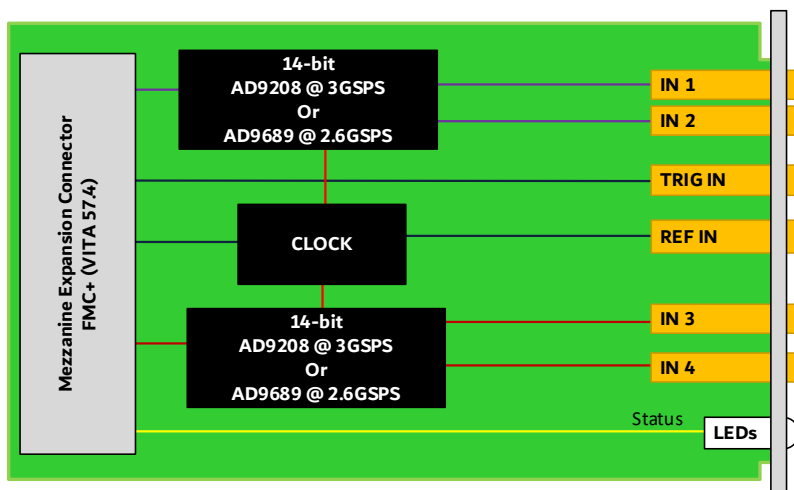 Mezzanine Expansion Connector
FMC+ (VITA 57.4)
14-bit
AD9208 @ 3GSPS
Or
AD9689 @ 2.6GSPS
IN 1
IN 2
TRIG IN
CLOCK
REF IN
14-bit
AD9208 @ 3GSPS
Or
AD9689 @ 2.6GSPS
IN 3
IN 4
Status
LEDs